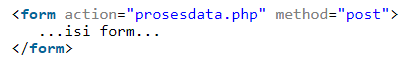 <form action="prosesdata.php" method="post">
...isi form...
</form>